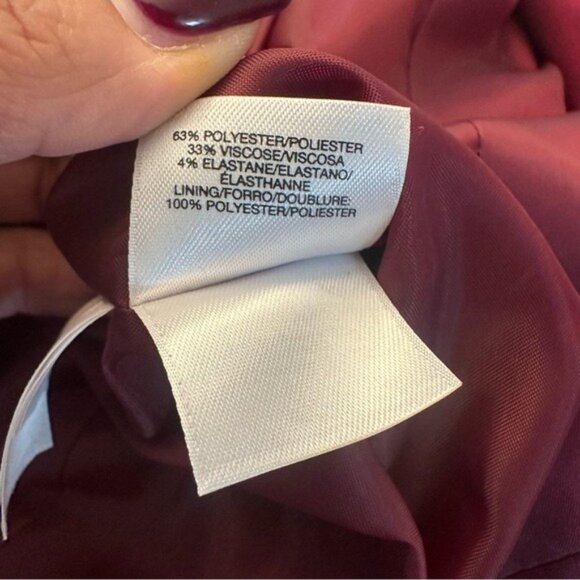 63% POLYESTER/POLIESTER
33% VISCOSE/VISCOSA
4% ELASTANE/ELASTANO/
ÉLASTHANNE
LINING/FORRO/DOUBLURE:
100% POLYESTER/POLIESTER